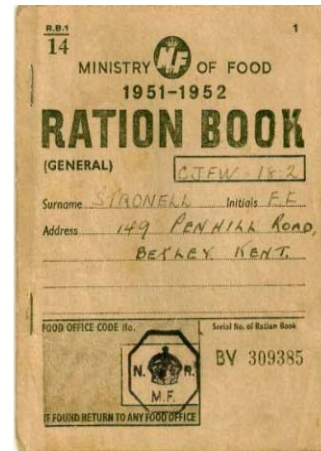 R.B.1
14
1
MINISTRY MF OF FOOD
1951-1952
RATION BOOK
(GENERAL)
CJFW 18·2
Surname STRONELL Initials F.E
Address 149 PENHILL ROAD,
BEXLEY. KENT.
FOOD OFFICE CODE No.
Serial No. of Ration Book
N. R.
M.F.
BV 309385
IF FOUND RETURN TO ANY FOOD OFFICE